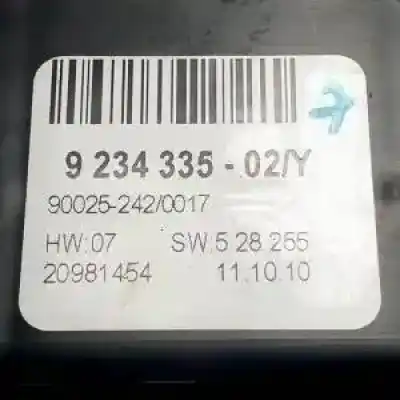 9 234 335 - 02/Y
90025-242/0017
HW:07 SW:5 28 255
20981454 11.10.10